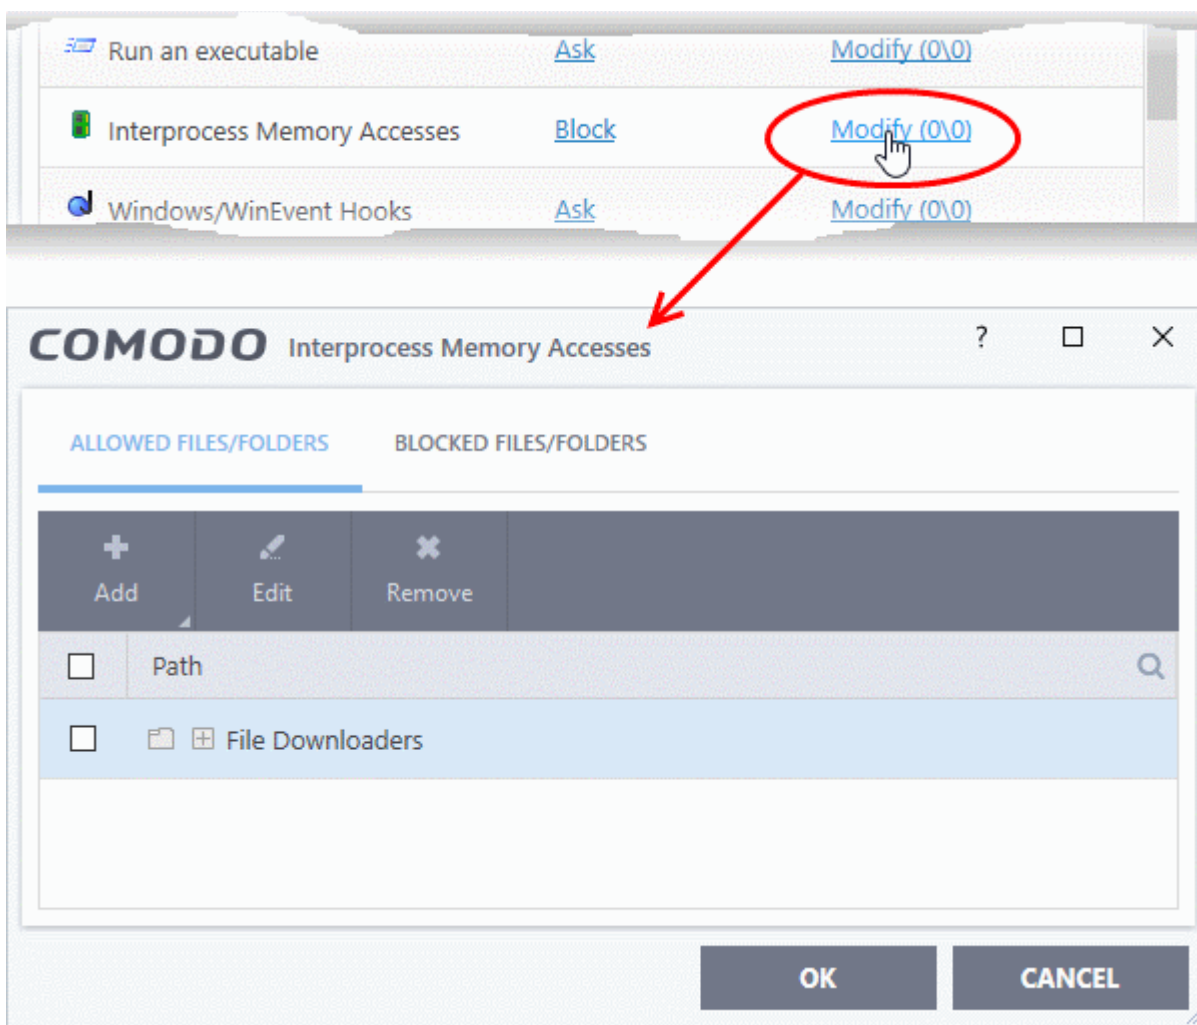 Run an executable Ask Modify (0\0)
Interprocess Memory Accesses Block Modify (0\0)
Windows/WinEvent Hooks Ask Modify (0\0)
COMODO Interprocess Memory Accesses ?
ALLOWED FILES/FOLDERS BLOCKED FILES/FOLDERS
Add Edit Remove
Path
File Downloaders
OK CANCEL